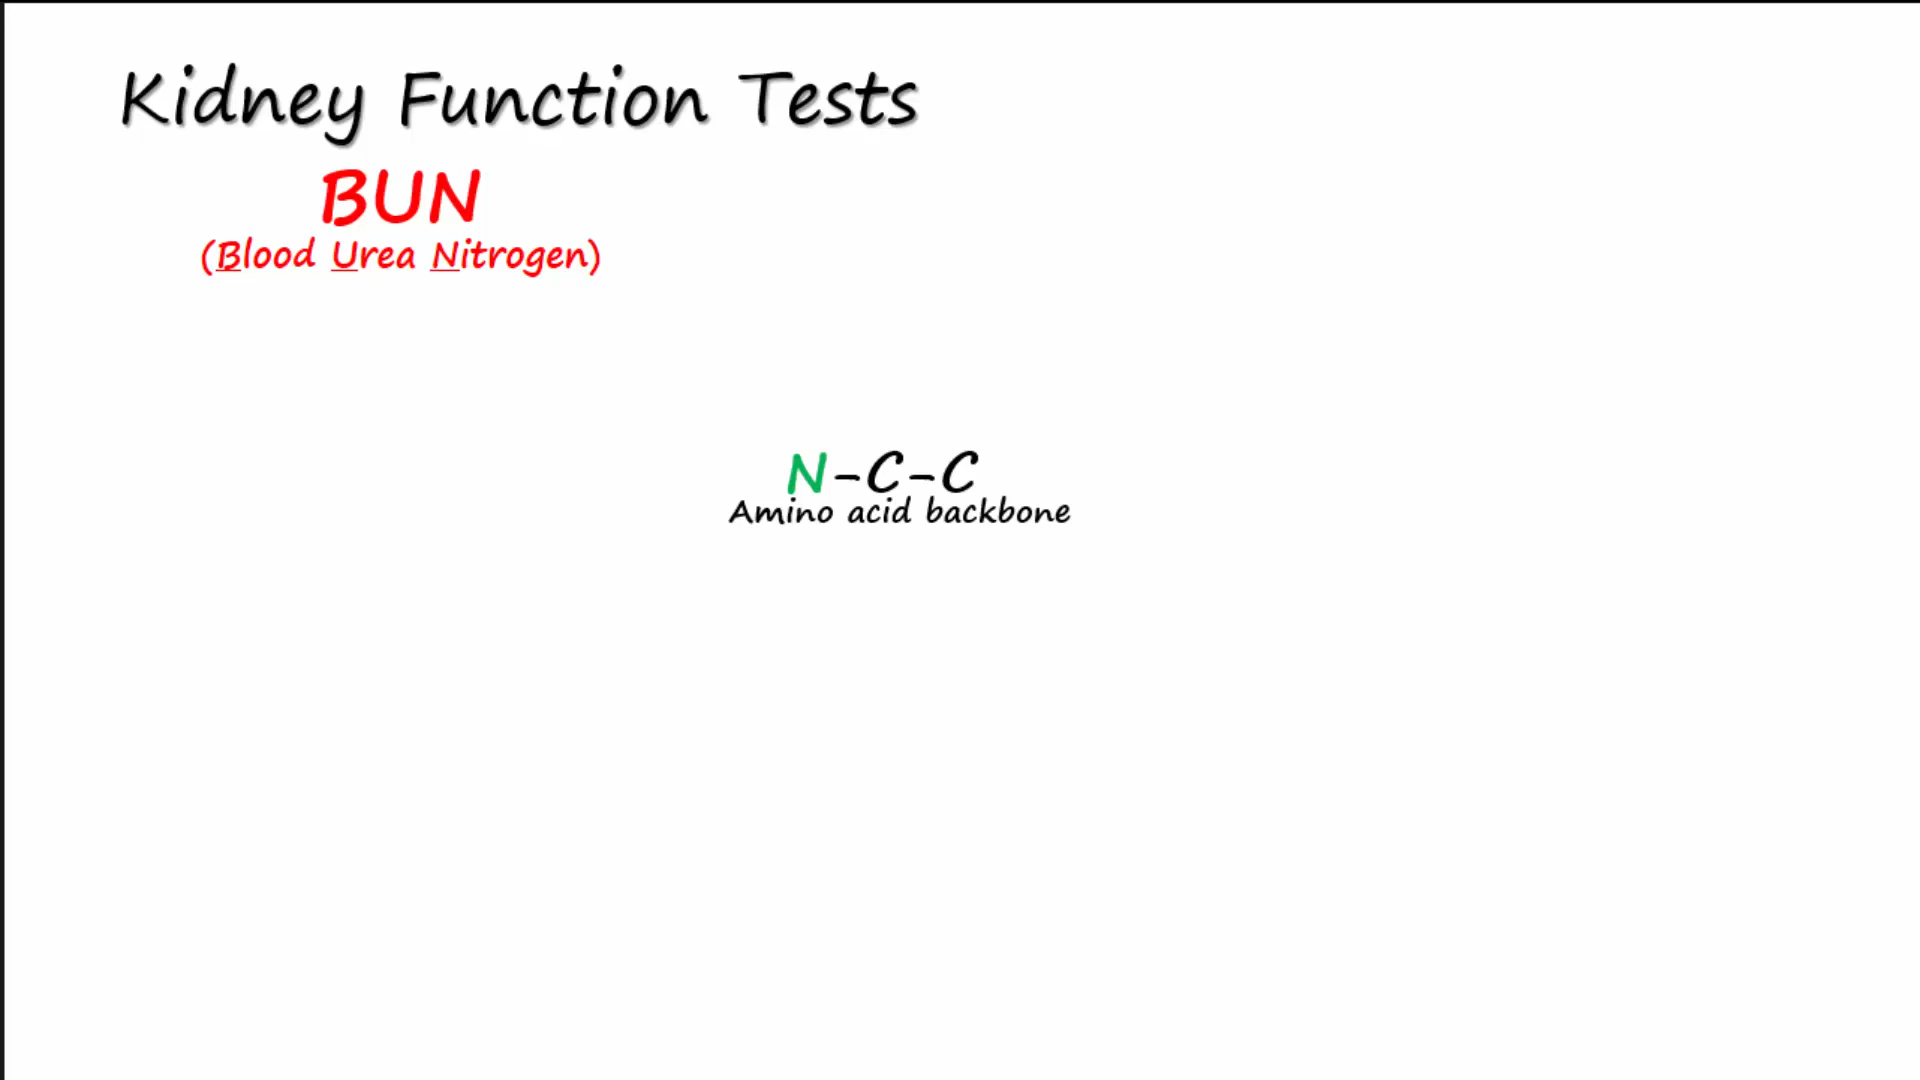 Kidney Function Tests
BUN
(Blood Urea Nitrogen)
N-C-C
Amino acid backbone